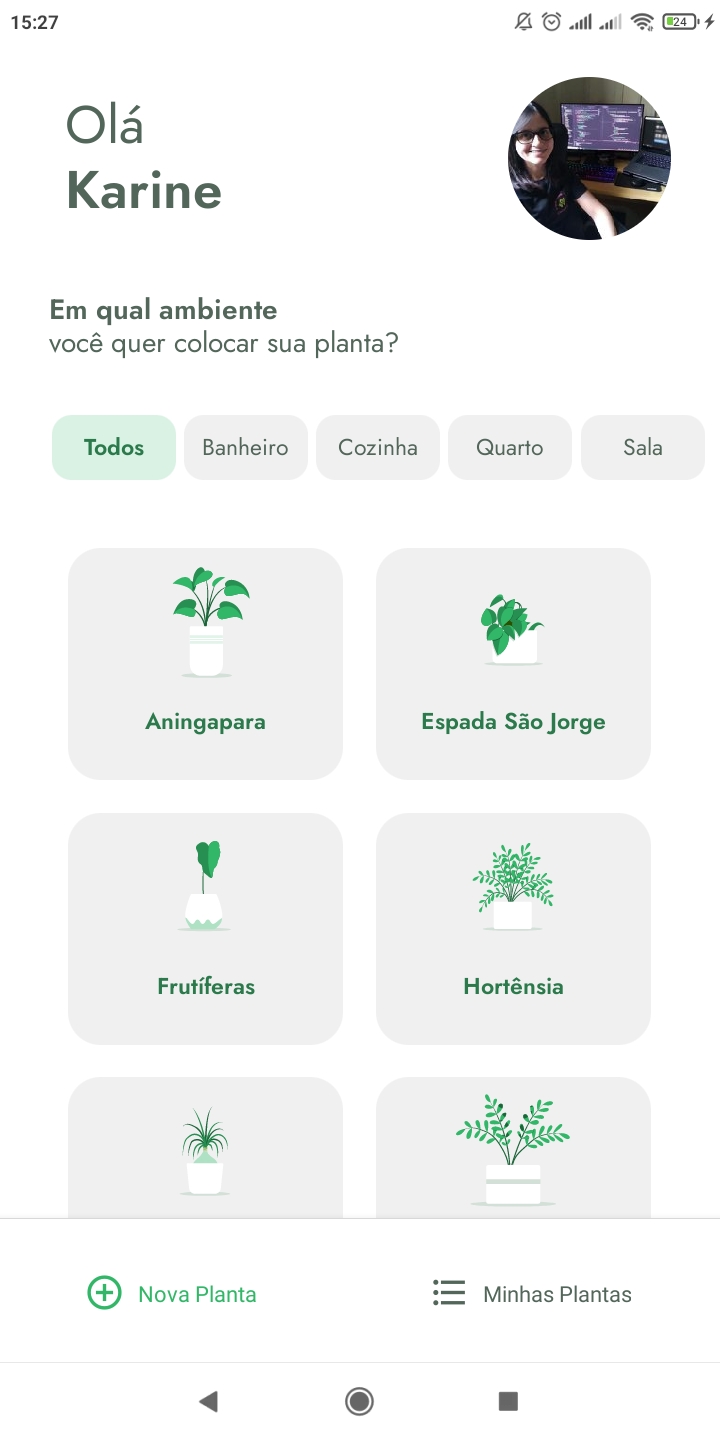 15:27
24
Olá
Karine
Em qual ambiente
você quer colocar sua planta?
Todos Banheiro Cozinha Quarto Sala
Aningapara Espada São Jorge
Frutíferas Hortênsia
Nova Planta Minhas Plantas